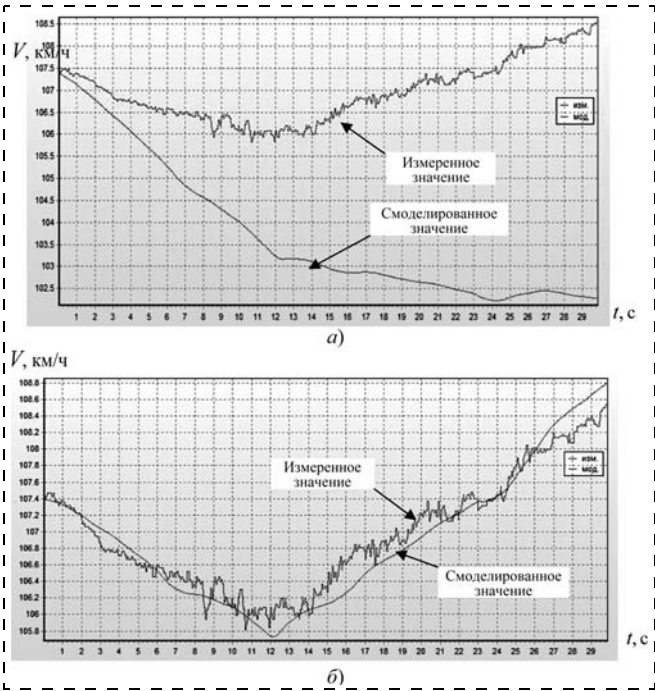 V, км/ч
108.5
108
107.5
107
106.5
106
105.5
105
104.5
104
103.5
103
102.5
изм.
мод.
Измеренное
значение
Смоделированное
значение
1 2 3 4 5 6 7 8 9 10 11 12 13 14 15 16 17 18 19 20 21 22 23 24 25 26 27 28 29
t, с
а)
V, км/ч
108.8
108.6
108.4
108.2
108
107.8
107.6
107.4
107.2
107
106.8
106.6
106.4
106.2
106
105.8
изм.
мод.
Измеренное
значение
Смоделированное
значение
1 2 3 4 5 6 7 8 9 10 11 12 13 14 15 16 17 18 19 20 21 22 23 24 25 26 27 28 29
t, с
б)